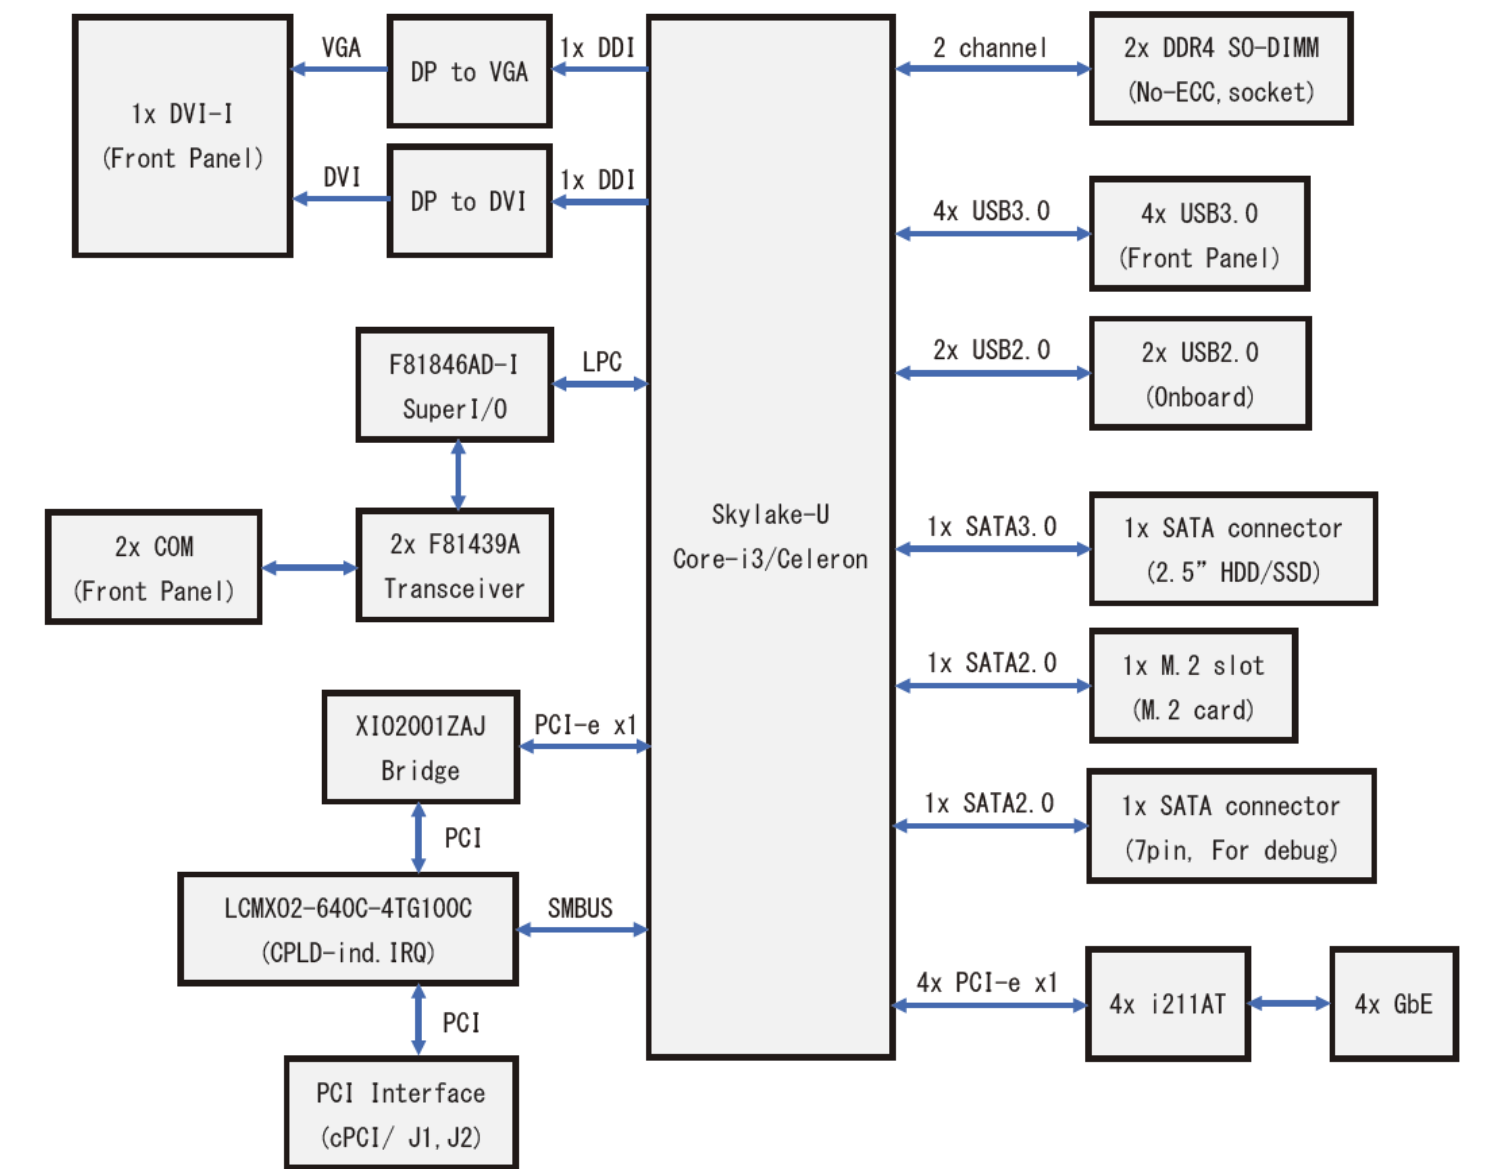 VGA
1x DDI
2 channel
2x DDR4 SO-DIMM
(No-ECC,socket)
DP to VGA
1x DVI-I
(Front Panel)
DVI
1x DDI
DP to DVI
4x USB3.0
4x USB3.0
(Front Panel)
F81846AD-I
SuperI/O
LPC
2x USB2.0
2x USB2.0
(Onboard)
Skylake-U
Core-i3/Celeron
1x SATA3.0
1x SATA connector
(2.5” HDD/SSD)
2x COM
(Front Panel)
2x F81439A
Transceiver
1x SATA2.0
1x M.2 slot
(M.2 card)
XIO2001ZAJ
Bridge
PCI-e x1
PCI
1x SATA2.0
1x SATA connector
(7pin, For debug)
LCMXO2-640C-4TG100C
(CPLD-ind.IRQ)
SMBUS
4x PCI-e x1
4x i211AT
4x GbE
PCI
PCI Interface
(cPCI/ J1,J2)